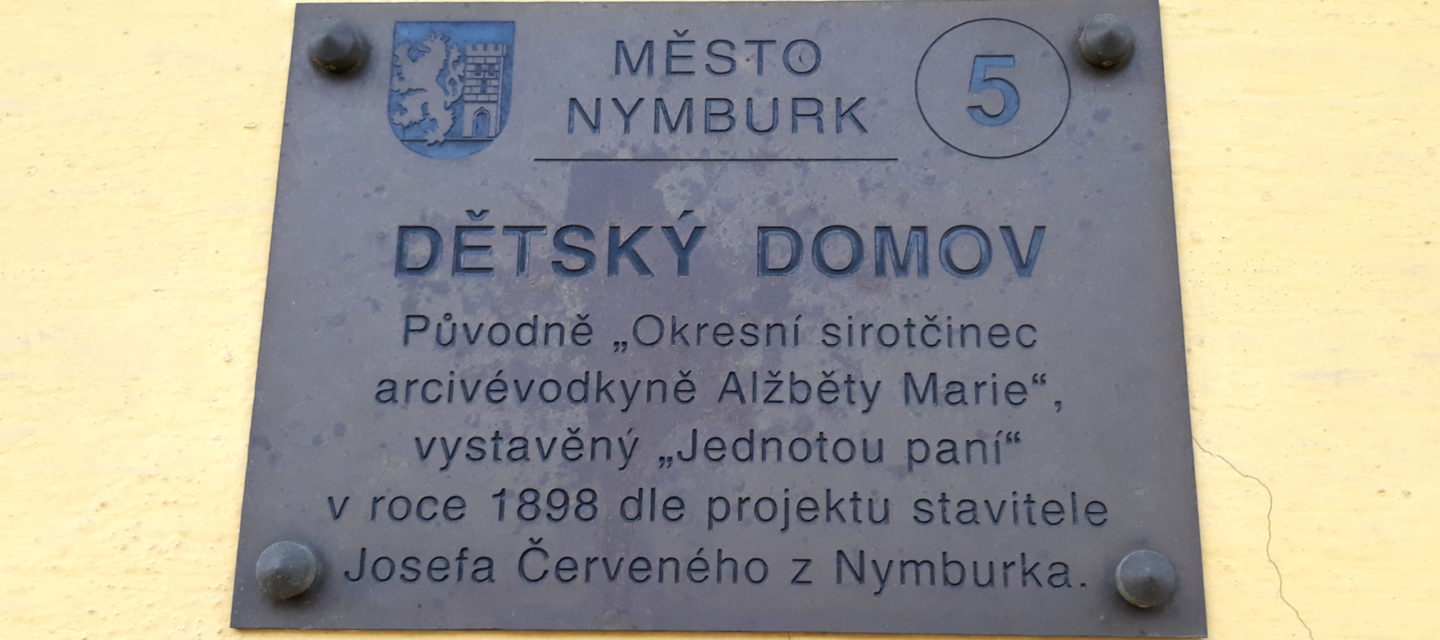 MĚSTO
NYMBURK
5
DĚTSKÝ DOMOV
Původně „Okresní sirotčinec
arcivévodkyně Alžběty Marie“,
vystavěný „Jednotou paní“
v roce 1898 dle projektu stavitele
Josefa Červeného z Nymburka.